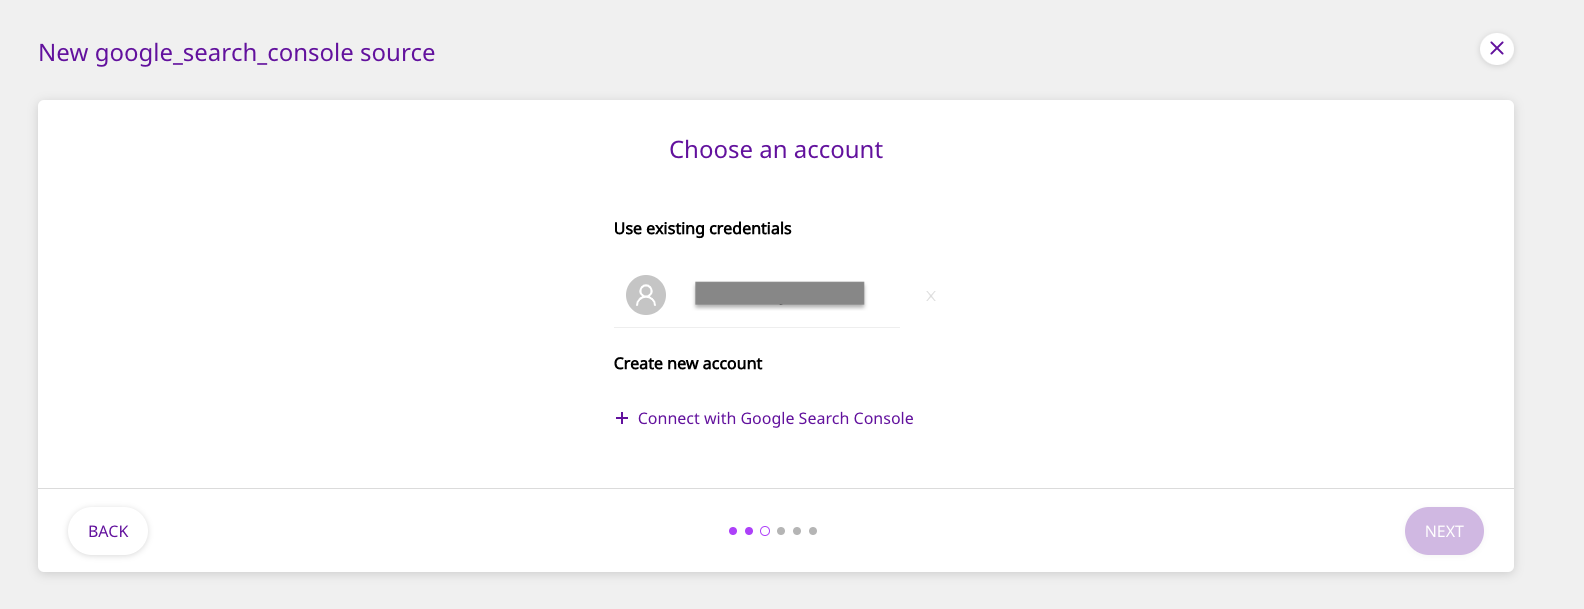 New google_search_console source
Choose an account
Use existing credentials
Create new account
+ Connect with Google Search Console
BACK
NEXT